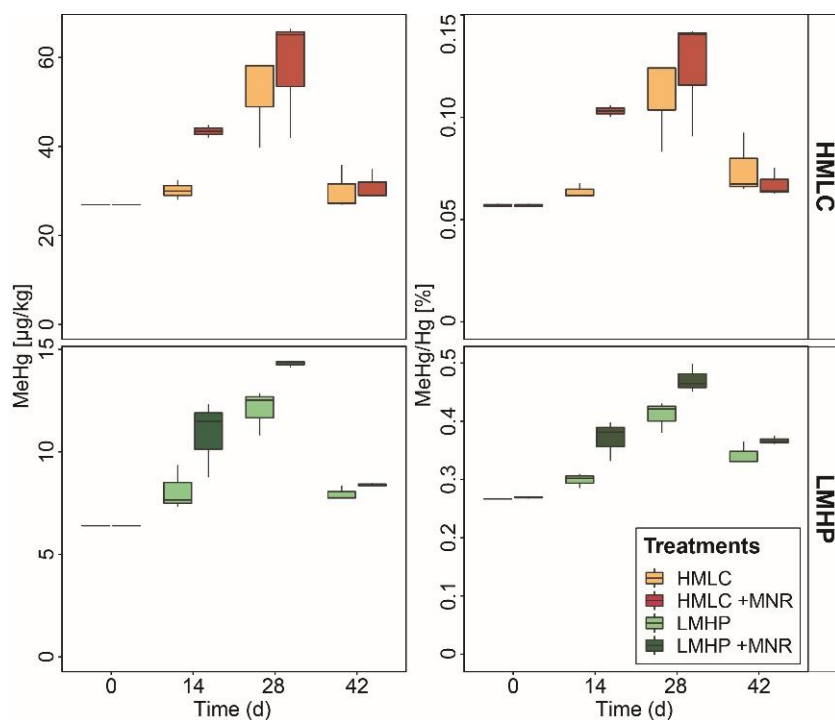 MeHg [µg/kg]
60
40
20
0
MeHg/Hg [%]
0.15
0.10
0.05
0
HMLC
15
10
5
0
0.5
0.4
0.3
0.2
0.1
0
LMHP
Treatments
HMLC
HMLC +MNR
LMHP
LMHP +MNR
0 14 28 42
Time (d)
0 14 28 42
Time (d)